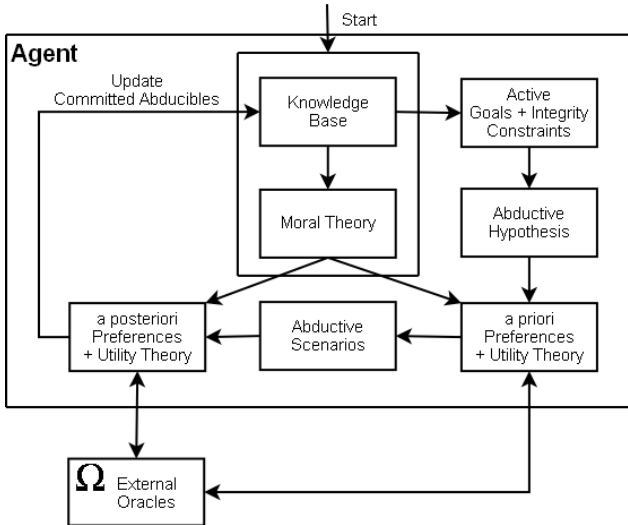 Start
Agent
Update
Committed Abducibles
Knowledge
Base
Active
Goals + Integrity
Constraints
Moral Theory
Abductive
Hypothesis
a posteriori
Preferences
+ Utility Theory
Abductive
Scenarios
a priori
Preferences
+ Utility Theory
Ω External
Oracles